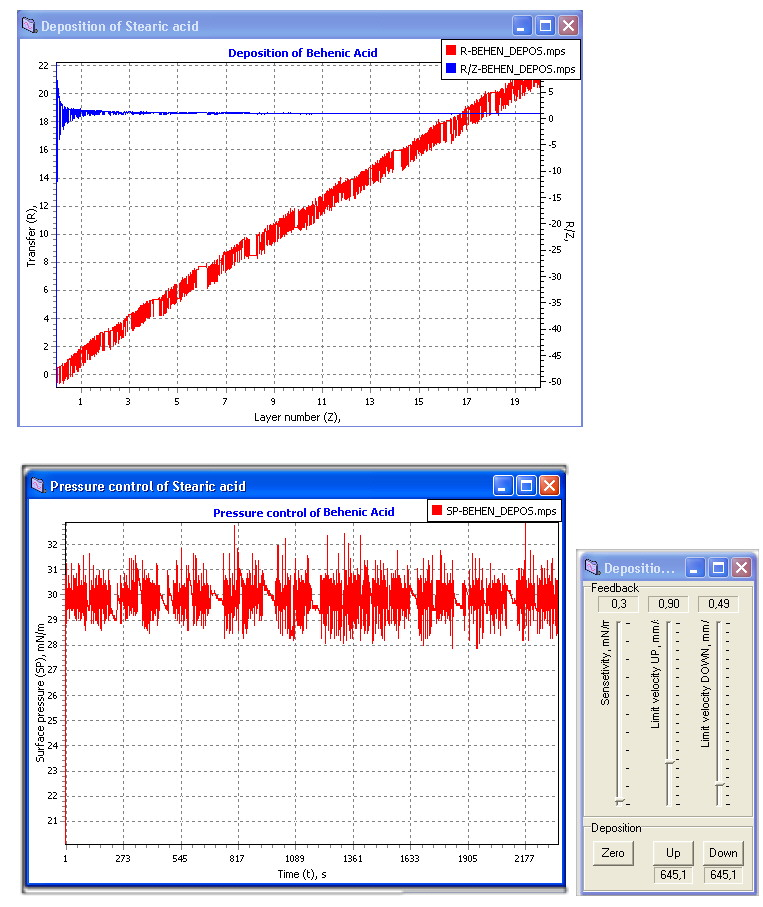 Deposition of Stearic acid
Deposition of Behenic Acid
R-BEHEN_DEPOS.mps
R/Z-BEHEN_DEPOS.mps
22
20
18
16
14
12
10
8
6
4
2
0
Transfer (R),
5
0
-5
-10
-15
-20
-25
-30
-35
-40
-45
-50
R/Z,
1 3 5 7 9 11 13 15 17 19
Layer number (Z),
Pressure control of Stearic acid
Pressure control of Behenic Acid
SP-BEHEN_DEPOS.mps
32
31
30
29
28
27
26
25
24
23
22
21
Surface pressure (SP), mN/m
1 273 545 817 1089 1361 1633 1905 2177
Time (t), s
Depositio...
Feedback
0,3 0,90 0,49
Sensetivity, mN/m
Limit velocity UP, mm/
Limit velocity DOWN, mm/
Deposition
Zero Up Down
645,1 645,1